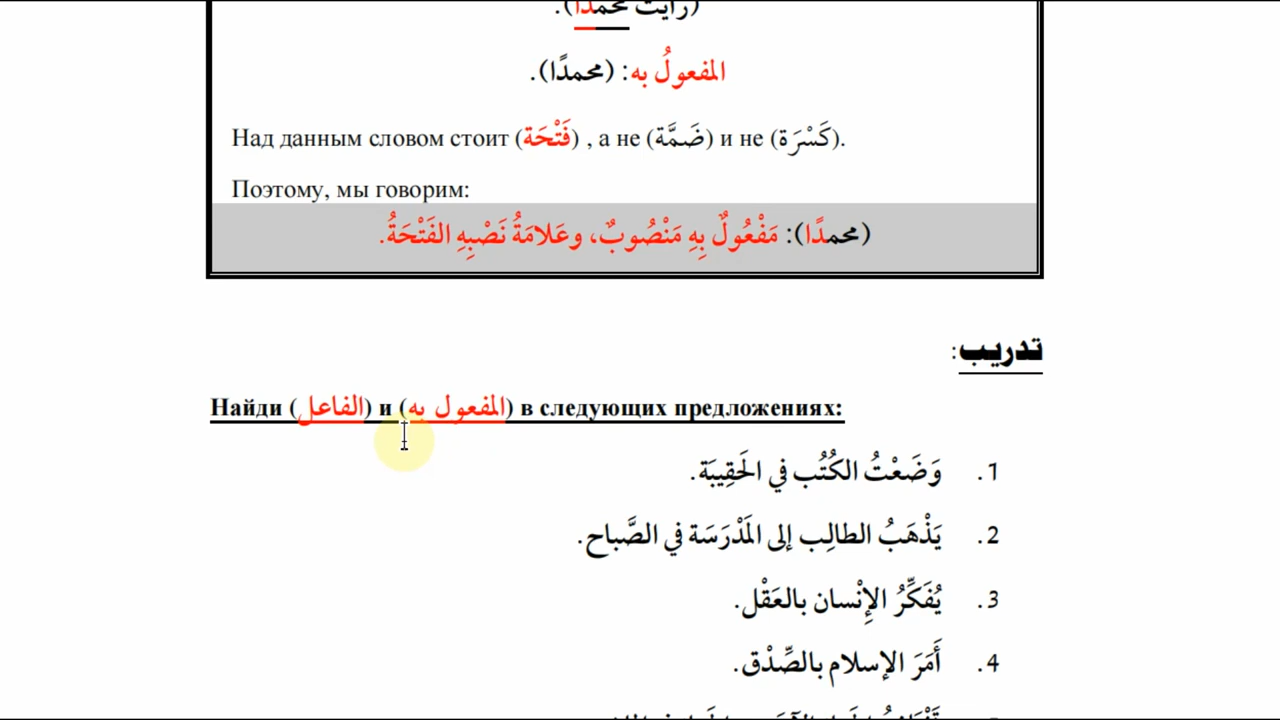 (رأيت محمدًا).
المفعولُ به: (محمدًا).
Над данным словом стоит (فَتْحَة) , а не (ضَمَّة) и не (كَسْرَة).
Поэтому, мы говорим:
(محمدًا): مَفْعُولٌ بِهِ مَنْصُوبٌ، وعَلامَةُ نَصْبِهِ الفَتْحَةُ.
تدريب:
Найди (الفاعل) и (المفعول به) в следующих предложениях:
1. وَضَعْتُ الكُتُب في الحَقِيبَة.
2. يَذْهَبُ الطالِب إلى المَدْرَسَة في الصَّباح.
3. يُفَكِّرُ الإِنْسان بالعَقْل.
4. أَمَرَ الإسلام بالصِّدْق.